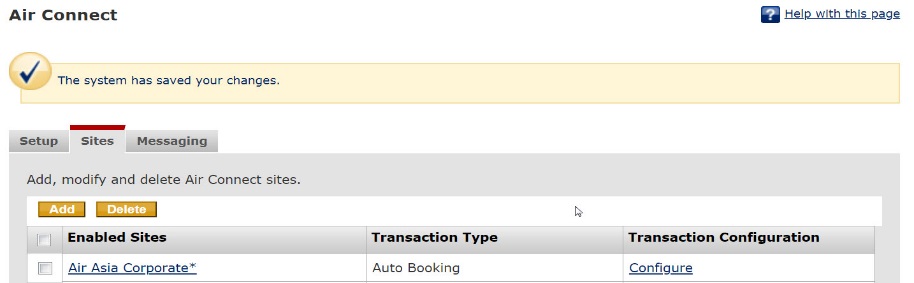 Air Connect
? Help with this page
The system has saved your changes.
Setup Sites Messaging
Add, modify and delete Air Connect sites.
Add Delete
Enabled Sites Transaction Type Transaction Configuration
Air Asia Corporate* Auto Booking Configure